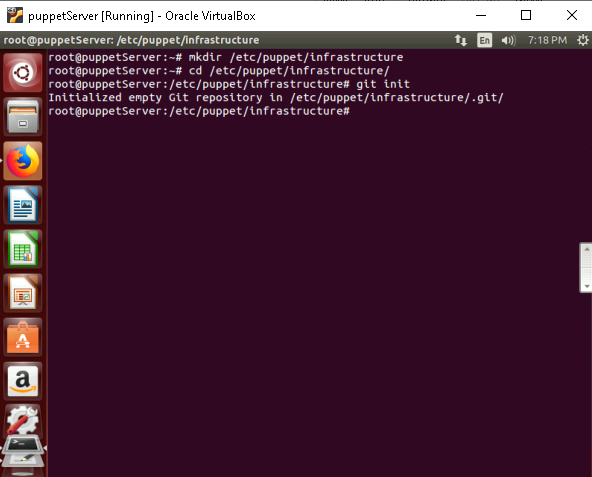 puppetServer [Running] - Oracle VirtualBox
root@puppetServer: /etc/puppet/infrastructure
En
7:18 PM
root@puppetServer:~# mkdir /etc/puppet/infrastructure
root@puppetServer:~# cd /etc/puppet/infrastructure/
root@puppetServer:/etc/puppet/infrastructure# git init
Initialized empty Git repository in /etc/puppet/infrastructure/.git/
root@puppetServer:/etc/puppet/infrastructure#